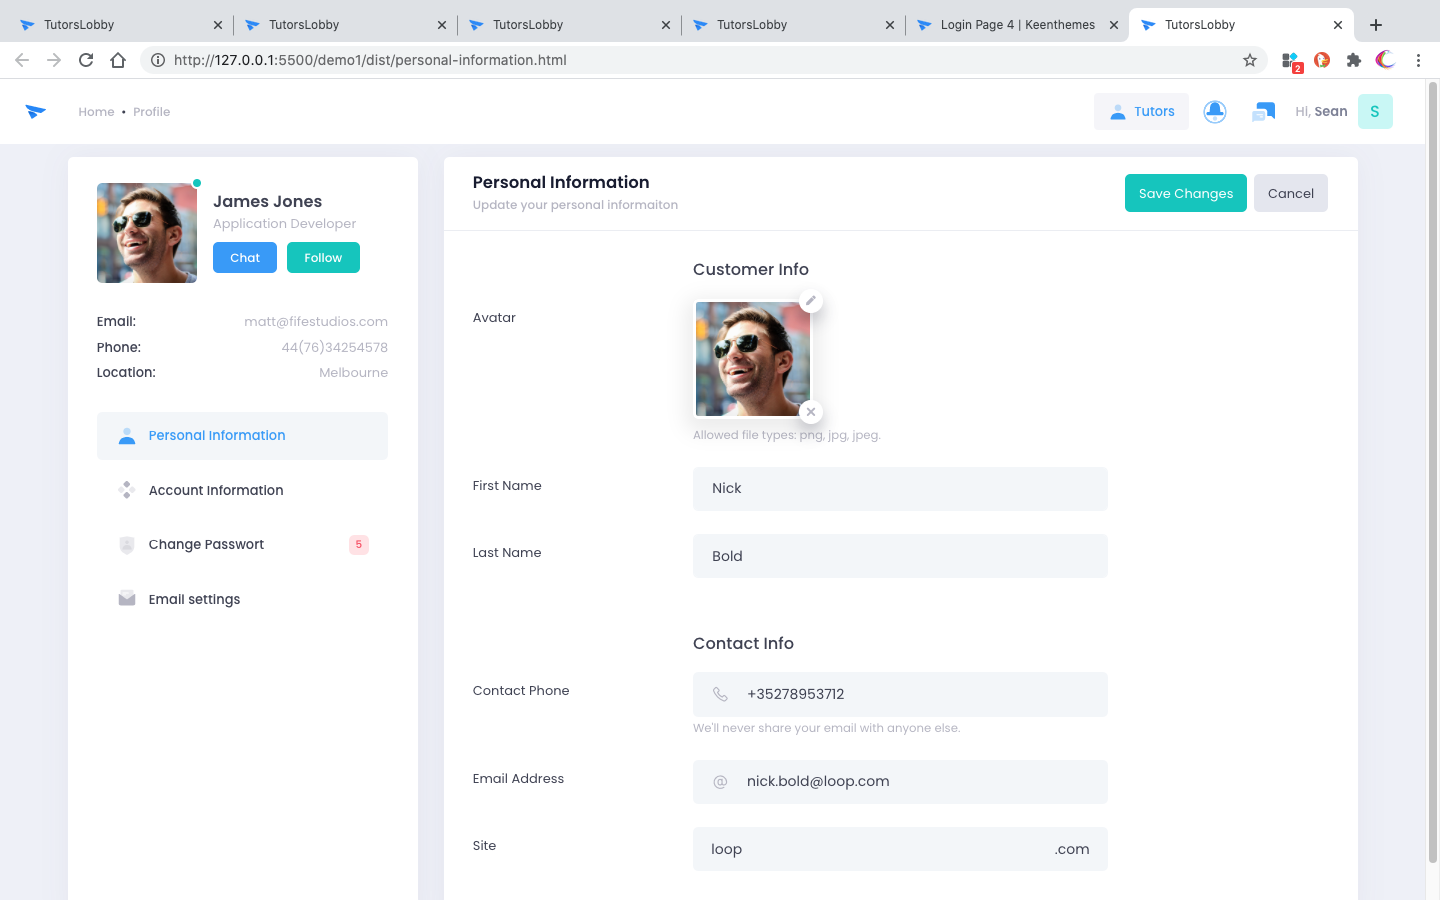 TutorsLobby
TutorsLobby
TutorsLobby
TutorsLobby
Login Page 4 | Keenthemes
TutorsLobby
http://127.0.0.1:5500/demo1/dist/personal-information.html
2
Home • Profile
Tutors
Hi, Sean
S
James Jones
Application Developer
Chat
Follow
Email: matt@fifestudios.com
Phone: 44(76)34254578
Location: Melbourne
Personal Information
Account Information
Change Passwort 5
Email settings
Personal Information
Update your personal informaiton
Save Changes
Cancel
Customer Info
Avatar
Allowed file types: png, jpg, jpeg.
First Name Nick
Last Name Bold
Contact Info
Contact Phone +35278953712
We'll never share your email with anyone else.
Email Address @ nick.bold@loop.com
Site loop .com